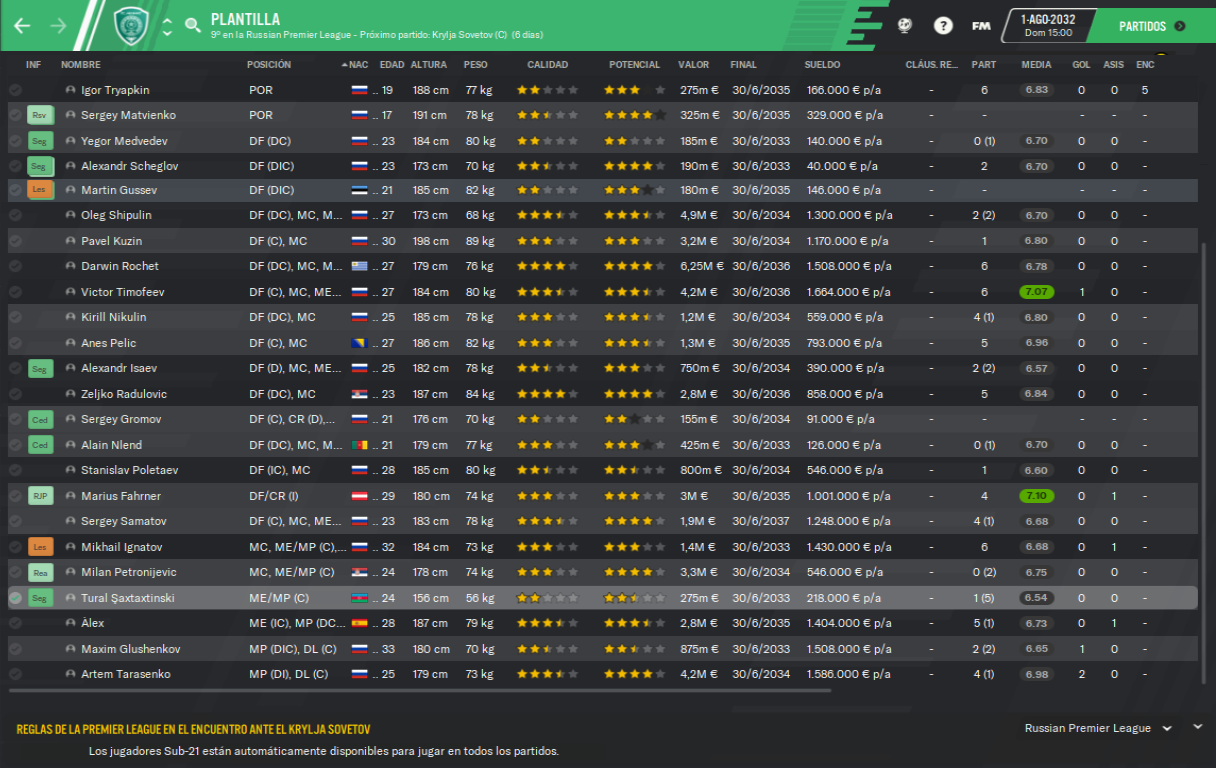 PLANTILLA
9º en la Russian Premier League - Próximo partido: Krylja Sovetov (C) (6 días)
?
FM
1-AGO-2032
Dom 15:00
PARTIDOS
INF NOMBRE POSICIÓN NAC EDAD ALTURA PESO CALIDAD POTENCIAL VALOR FINAL SUELDO CLÁUS. RE... PART MEDIA GOL ASIS ENC
Igor Tryapkin POR .. 19 188 cm 77 kg 275m € 30/6/2035 166.000 € p/a - 6 6.83 0 0 5
Rsv Sergey Matvienko POR .. 17 191 cm 78 kg 325m € 30/6/2035 329.000 € p/a - - - - - -
Seg Yegor Medvedev DF (DC) .. 23 184 cm 80 kg 185m € 30/6/2033 140.000 € p/a - 0 (1) 6.70 0 0 -
Seg Alexandr Scheglov DF (DIC) .. 23 173 cm 70 kg 190m € 30/6/2033 40.000 € p/a - 2 6.70 0 0 -
Les Martin Gussev DF (DIC) .. 21 185 cm 82 kg 180m € 30/6/2035 146.000 € p/a - - - - - -
Oleg Shipulin DF (DC), MC, M... .. 27 173 cm 68 kg 4,9M € 30/6/2034 1.300.000 € p/a - 2 (2) 6.70 0 0 -
Pavel Kuzin DF (C), MC .. 30 198 cm 89 kg 3,2M € 30/6/2034 1.170.000 € p/a - 1 6.80 0 0 -
Darwin Rochet DF (DC), MC, M... .. 27 179 cm 76 kg 6,25M € 30/6/2036 1.508.000 € p/a - 6 6.78 0 0 -
Victor Timofeev DF (C), MC, ME... .. 27 184 cm 80 kg 4,2M € 30/6/2036 1.664.000 € p/a - 6 7.07 1 0 -
Kirill Nikulin DF (DC), MC .. 25 185 cm 78 kg 1,2M € 30/6/2034 559.000 € p/a - 4 (1) 6.80 0 0 -
Anes Pelic DF (C), MC .. 27 186 cm 82 kg 1,3M € 30/6/2035 793.000 € p/a - 5 6.96 0 0 -
Seg Alexandr Isaev DF (D), MC, ME... .. 25 182 cm 78 kg 750m € 30/6/2034 390.000 € p/a - 2 (2) 6.57 0 0 -
Zeljko Radulovic DF (DC), MC .. 23 187 cm 84 kg 2,8M € 30/6/2036 858.000 € p/a - 5 6.84 0 0 -
Ced Sergey Gromov DF (C), CR (D),... .. 21 176 cm 70 kg 155m € 30/6/2034 91.000 € p/a - - - - - -
Ced Alain Nlend DF (DC), MC, M... .. 21 179 cm 77 kg 425m € 30/6/2033 126.000 € p/a - 0 (1) 6.70 0 0 -
Stanislav Poletaev DF (IC), MC .. 28 185 cm 80 kg 800m € 30/6/2034 546.000 € p/a - 1 6.60 0 0 -
RJP Marius Fahrner DF/CR (I) .. 29 180 cm 74 kg 3M € 30/6/2035 1.001.000 € p/a - 4 7.10 0 1 -
Sergey Samatov DF (C), MC, ME... .. 23 183 cm 78 kg 1,9M € 30/6/2037 1.248.000 € p/a - 4 (1) 6.68 0 0 -
Les Mikhail Ignatov MC, ME/MP (C),... .. 32 184 cm 73 kg 1,4M € 30/6/2033 1.430.000 € p/a - 6 6.68 0 1 -
Rea Milan Petronijevic MC, ME/MP (C) .. 24 178 cm 74 kg 3,3M € 30/6/2034 546.000 € p/a - 0 (2) 6.75 0 0 -
Seg Tural Şaxtaxtinski ME/MP (C) .. 24 156 cm 56 kg 275m € 30/6/2033 218.000 € p/a - 1 (5) 6.54 0 0 -
Àlex ME (IC), MP (DC... .. 28 187 cm 79 kg 2,8M € 30/6/2035 1.404.000 € p/a - 5 (1) 6.73 0 1 -
Maxim Glushenkov MP (DIC), DL (C) .. 33 180 cm 70 kg 875m € 30/6/2033 1.508.000 € p/a - 2 (2) 6.65 1 0 -
Artem Tarasenko MP (DI), DL (C) .. 25 179 cm 73 kg 4,2M € 30/6/2034 1.586.000 € p/a - 4 (1) 6.98 2 0 -
REGLAS DE LA PREMIER LEAGUE EN EL ENCUENTRO ANTE EL KRYLJA SOVETOV
Russian Premier League
Los jugadores Sub-21 están automáticamente disponibles para jugar en todos los partidos.